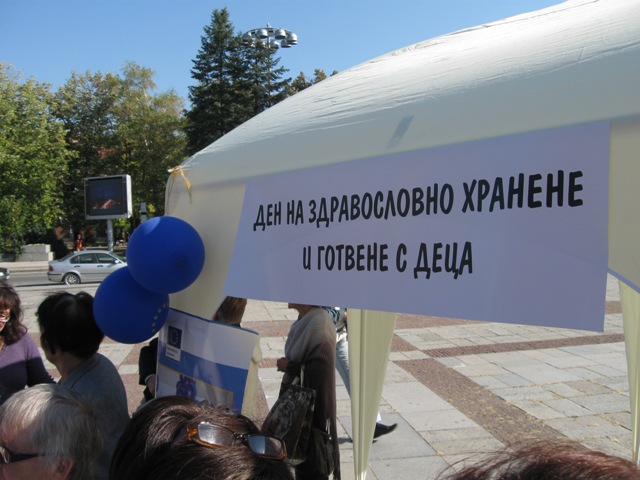 ДЕН НА ЗДРАВОСЛОВНО ХРАНЕНЕ
И ГОТВЕНЕ С ДЕЦА